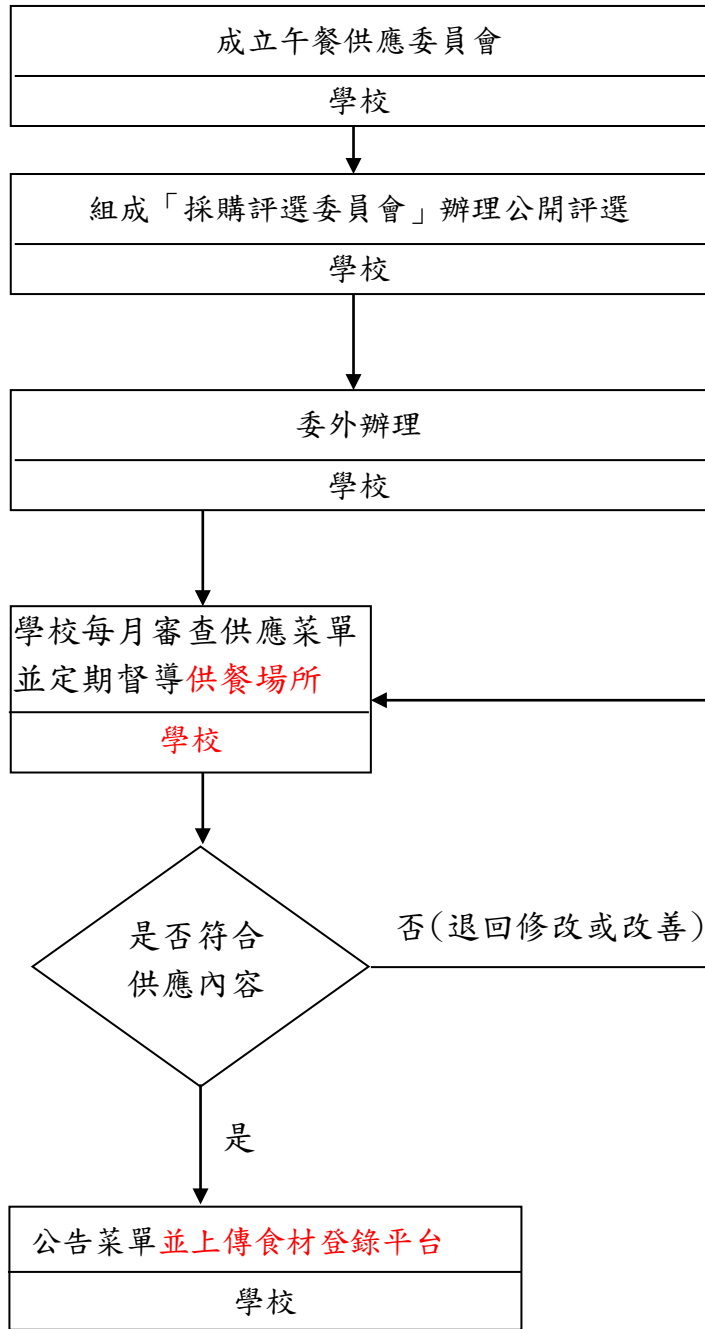 成立午餐供應委員會
學校
組成「採購評選委員會」辦理公開評選
學校
委外辦理
學校
學校每月審查供應菜單
並定期督導供餐場所
學校
是否符合
供應內容
否(退回修改或改善)
是
公告菜單並上傳食材登錄平台
學校